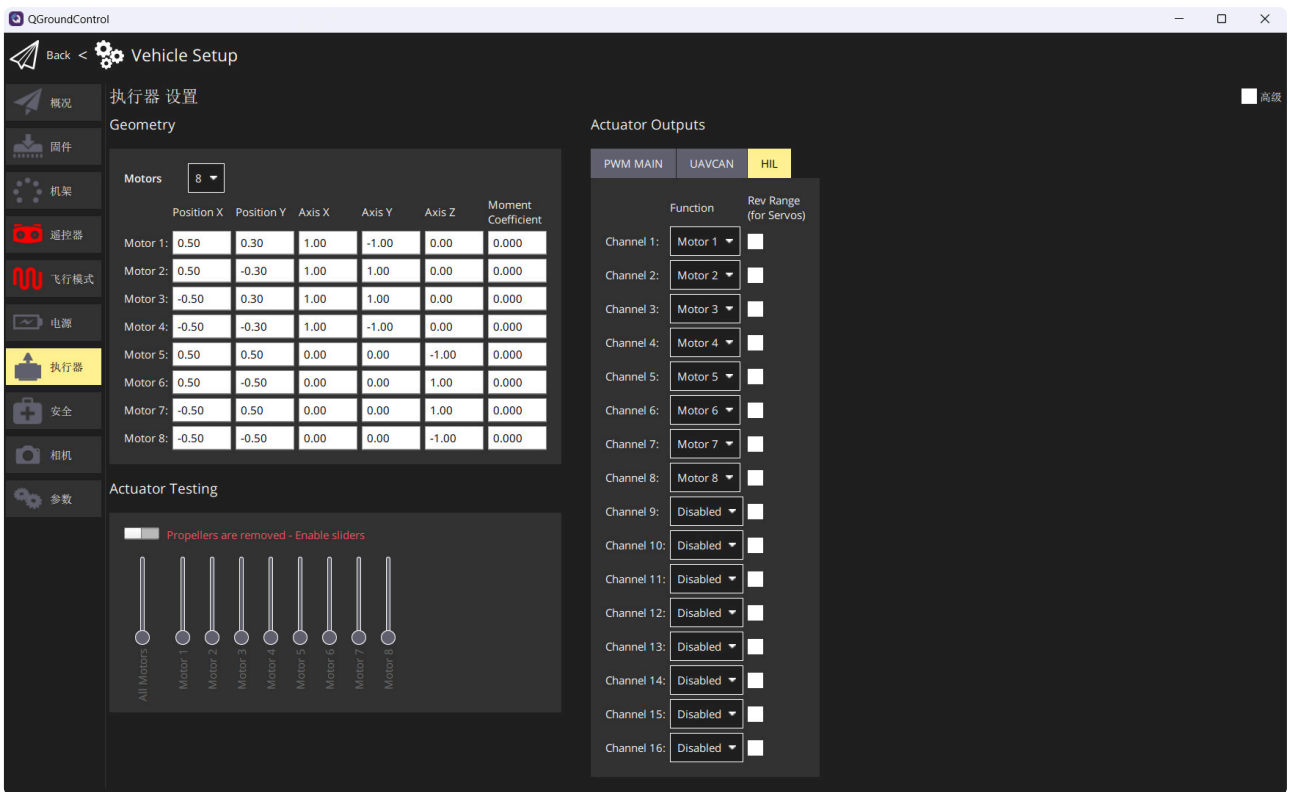 QGroundControl
Back < Vehicle Setup
概况
固件
机架
遥控器
飞行模式
电源
执行器
安全
相机
参数
执行器 设置
高级
Geometry
Motors 8
Position X Position Y Axis X Axis Y Axis Z Moment Coefficient
Motor 1: 0.50 0.30 1.00 -1.00 0.00 0.000
Motor 2: 0.50 -0.30 1.00 1.00 0.00 0.000
Motor 3: -0.50 0.30 1.00 1.00 0.00 0.000
Motor 4: -0.50 -0.30 1.00 -1.00 0.00 0.000
Motor 5: 0.50 0.50 0.00 0.00 -1.00 0.000
Motor 6: 0.50 -0.50 0.00 0.00 1.00 0.000
Motor 7: -0.50 0.50 0.00 0.00 1.00 0.000
Motor 8: -0.50 -0.50 0.00 0.00 -1.00 0.000
Actuator Testing
Propellers are removed - Enable sliders
All Motors
Motor 1
Motor 2
Motor 3
Motor 4
Motor 5
Motor 6
Motor 7
Motor 8
Actuator Outputs
PWM MAIN UAVCAN HIL
Function Rev Range (for Servos)
Channel 1: Motor 1
Channel 2: Motor 2
Channel 3: Motor 3
Channel 4: Motor 4
Channel 5: Motor 5
Channel 6: Motor 6
Channel 7: Motor 7
Channel 8: Motor 8
Channel 9: Disabled
Channel 10: Disabled
Channel 11: Disabled
Channel 12: Disabled
Channel 13: Disabled
Channel 14: Disabled
Channel 15: Disabled
Channel 16: Disabled